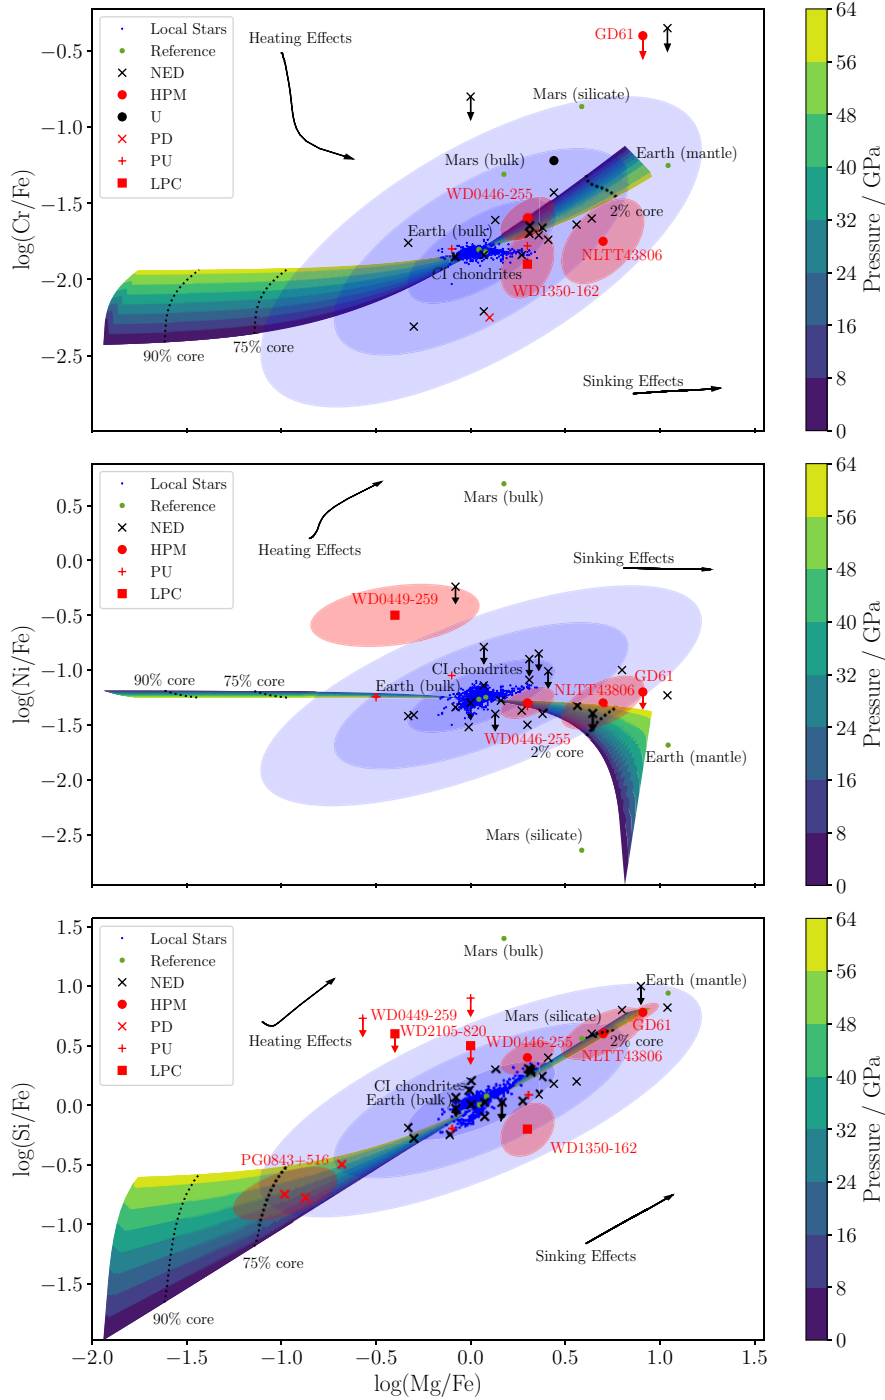 Local Stars
Reference
NED
HPM
U
PD
PU
LPC
Heating Effects
GD61
Mars (silicate)
Mars (bulk)
Earth (mantle)
WD0446-255
2% core
Earth (bulk)
NLTT43806
CI chondrites
WD1350-162
90% core
75% core
Sinking Effects
log(Cr/Fe)
−0.5
−1.0
−1.5
−2.0
−2.5
64
56
48
40
32
24
16
8
0
Pressure / GPa
Local Stars
Reference
NED
HPM
PU
LPC
Mars (bulk)
Heating Effects
Sinking Effects
WD0449-259
CI chondrites
90% core
75% core
Earth (bulk)
GD61
NLTT43806
WD0446-255
2% core
Earth (mantle)
Mars (silicate)
log(Ni/Fe)
0.5
0.0
−0.5
−1.0
−1.5
−2.0
−2.5
64
56
48
40
32
24
16
8
0
Pressure / GPa
Local Stars
Reference
NED
HPM
PD
PU
LPC
Mars (bulk)
Earth (mantle)
Heating Effects
WD0449-259
WD2105-820
Mars (silicate)
GD61
WD0446-255
2% core
NLTT43806
CI chondrites
Earth (bulk)
PG0843+516
WD1350-162
75% core
Sinking Effects
90% core
log(Si/Fe)
1.5
1.0
0.5
0.0
−0.5
−1.0
−1.5
64
56
48
40
32
24
16
8
0
Pressure / GPa
−2.0 −1.5 −1.0 −0.5 0.0 0.5 1.0 1.5
log(Mg/Fe)